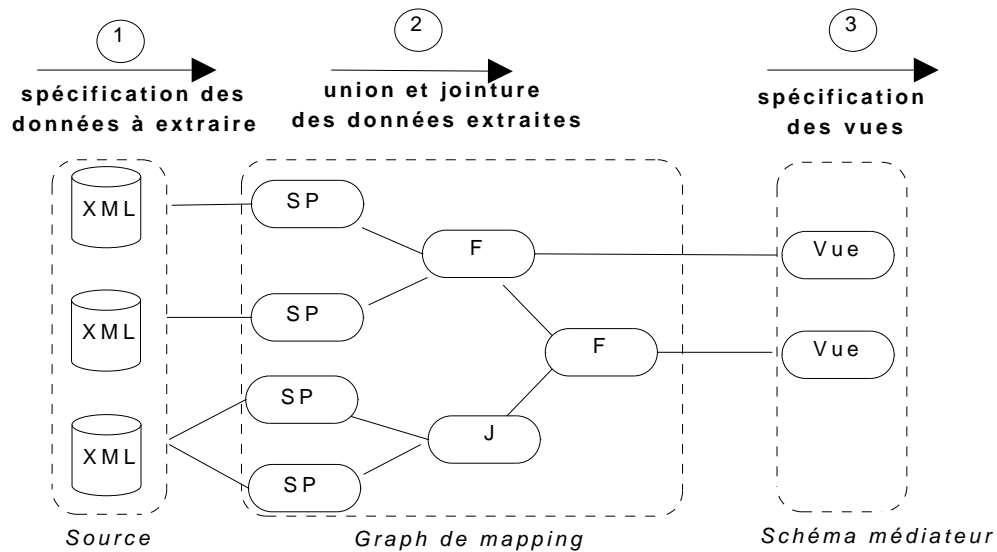 1
2
3
spécification des
données à extraire
union et jointure
des données extraites
spécification
des vues
XML
SP
F
Vue
XML
SP
F
Vue
XML
SP
J
SP
Source
Graph de mapping
Schéma médiateur